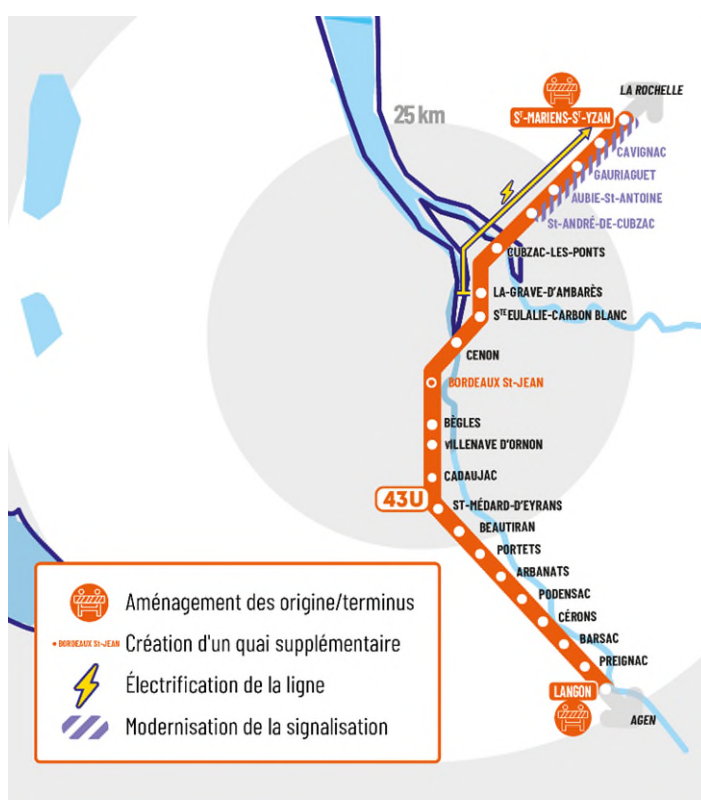 LA ROCHELLE
25 km
Sᵀ-MARIENS-Sᵀ-YZAN
CAVIGNAC
GAURIAGUET
AUBIE-St-ANTOINE
St-ANDRÉ-DE-CUBZAC
CUBZAC-LES-PONTS
LA-GRAVE-D'AMBARÈS
Sᵀᴱ EULALIE-CARBON BLANC
CENON
BORDEAUX St-JEAN
BÈGLES
VILLENAVE D'ORNON
CADAUJAC
43U
ST-MÉDARD-D'EYRANS
BEAUTIRAN
PORTETS
ARBANATS
PODENSAC
CÉRONS
BARSAC
PREIGNAC
LANGON
AGEN
Aménagement des origine/terminus
BORDEAUX St-JEAN Création d'un quai supplémentaire
Électrification de la ligne
Modernisation de la signalisation